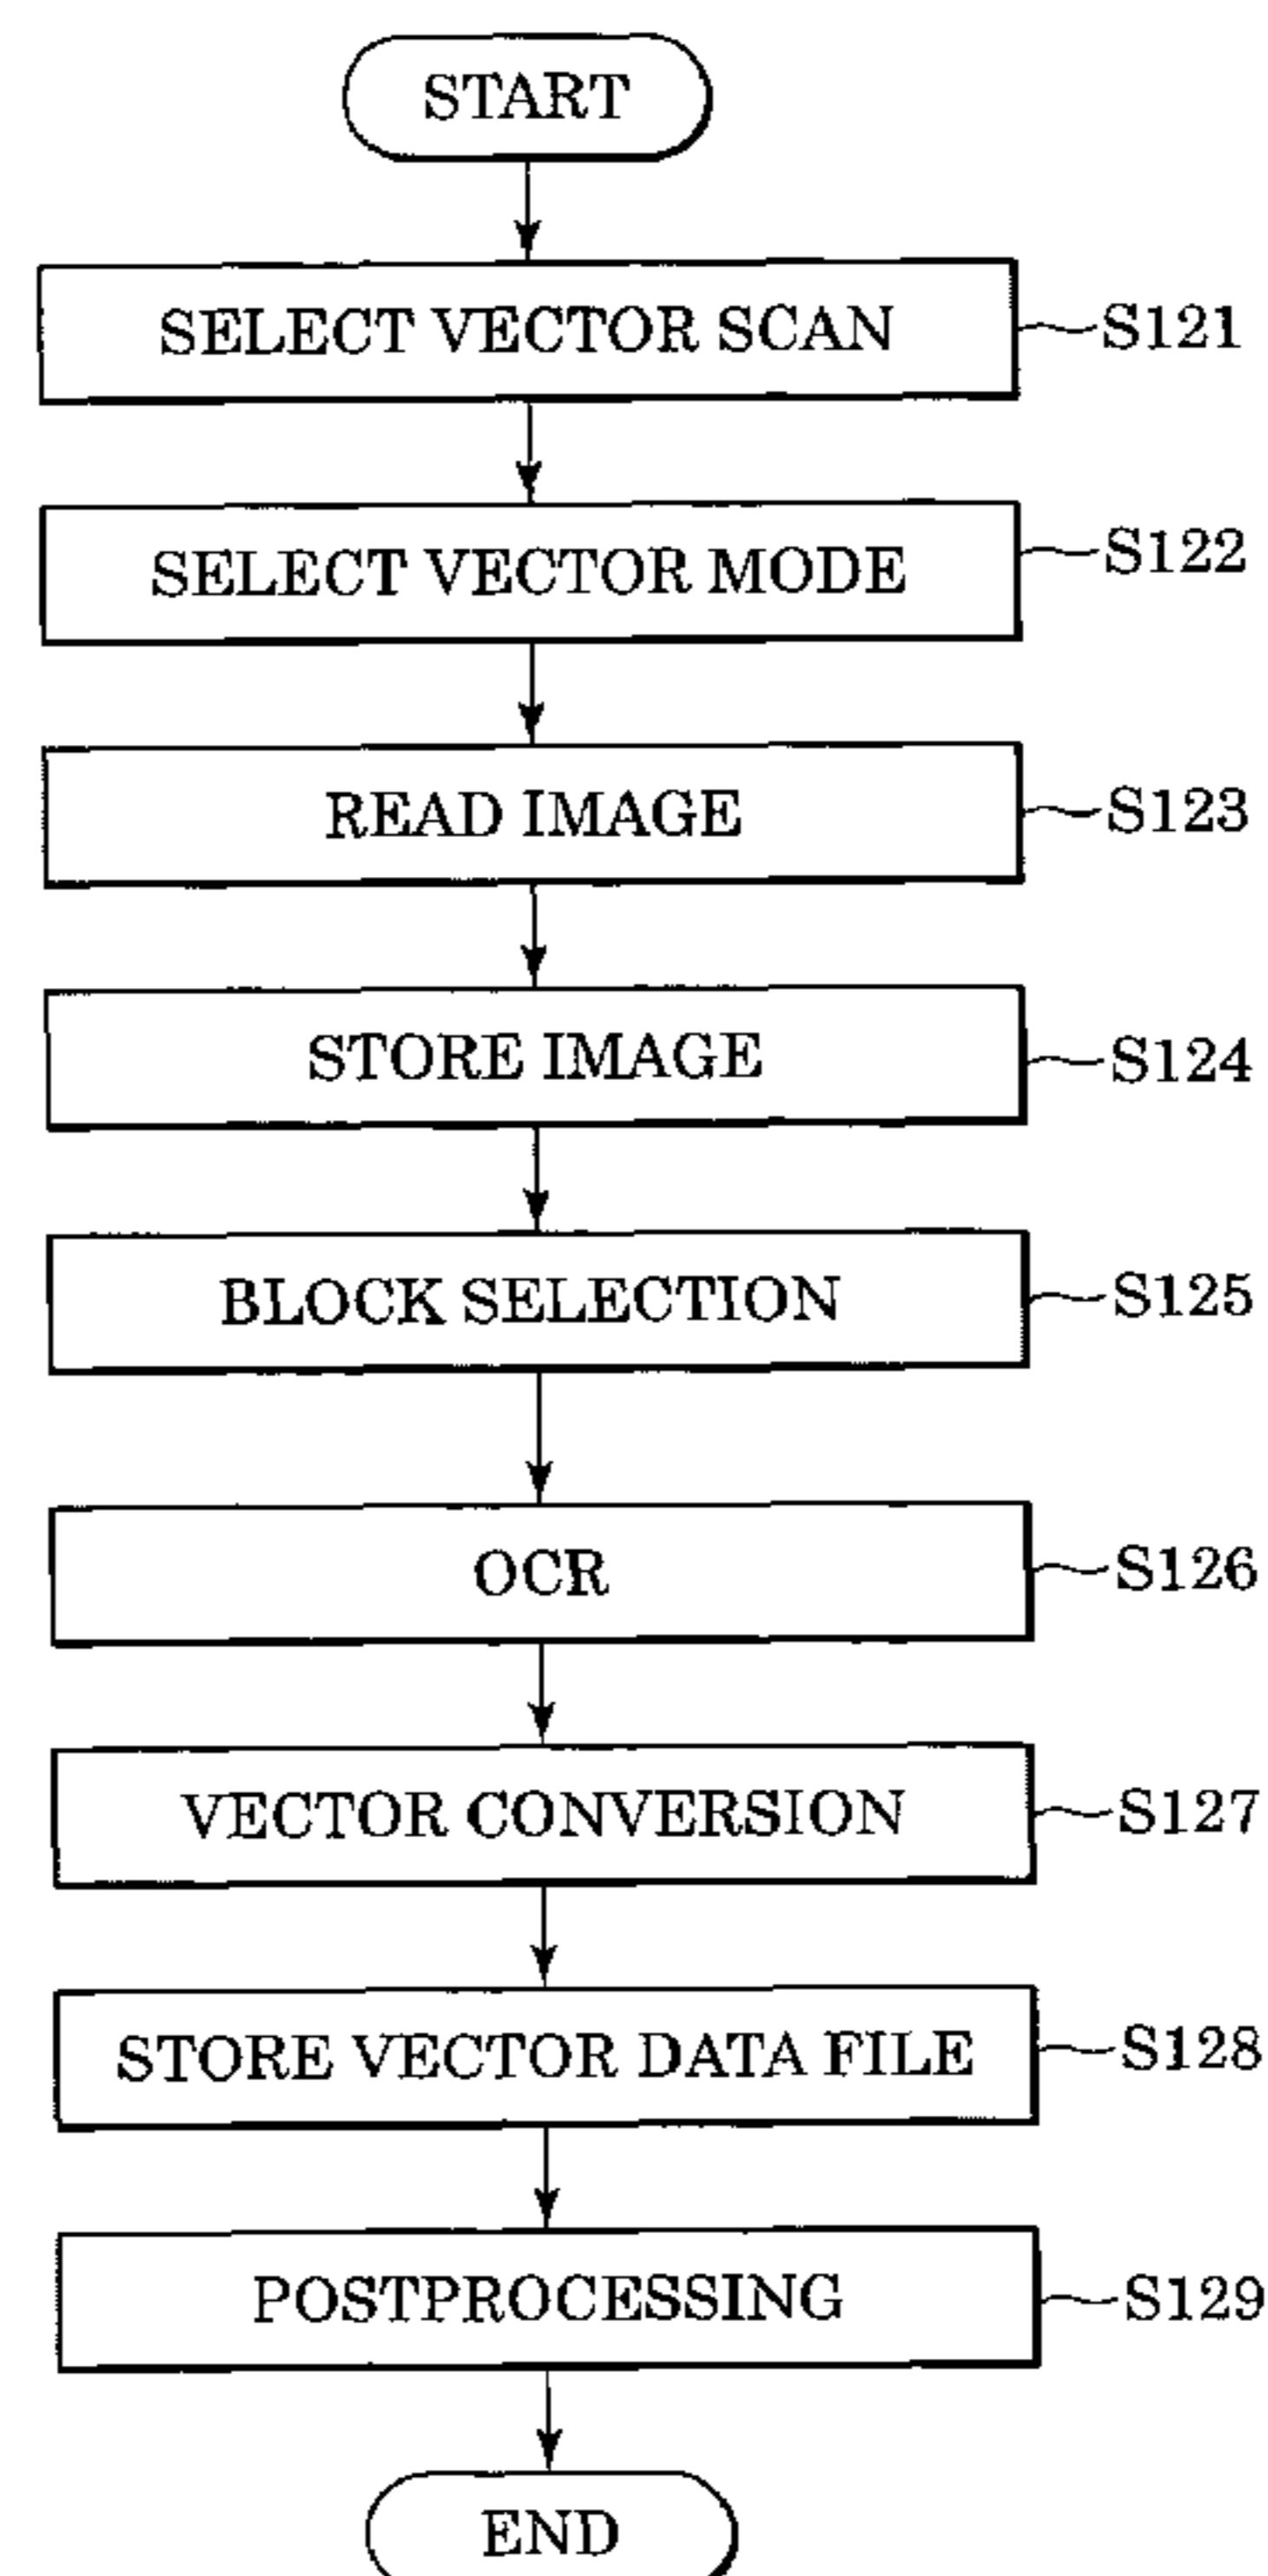 START
SELECT VECTOR SCAN S121
SELECT VECTOR MODE S122
READ IMAGE S123
STORE IMAGE S124
BLOCK SELECTION S125
OCR S126
VECTOR CONVERSION S127
STORE VECTOR DATA FILE S128
POSTPROCESSING S129
END